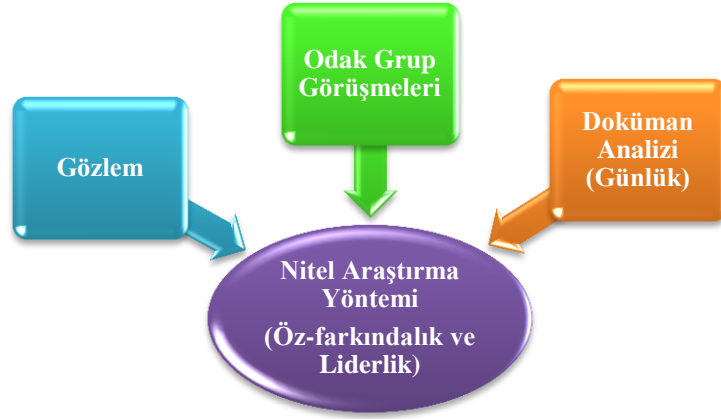 Odak Grup
Görüşmeleri
Gözlem
Doküman
Analizi
(Günlük)
Nitel Araştırma
Yöntemi
(Öz-farkındalık ve
Liderlik)